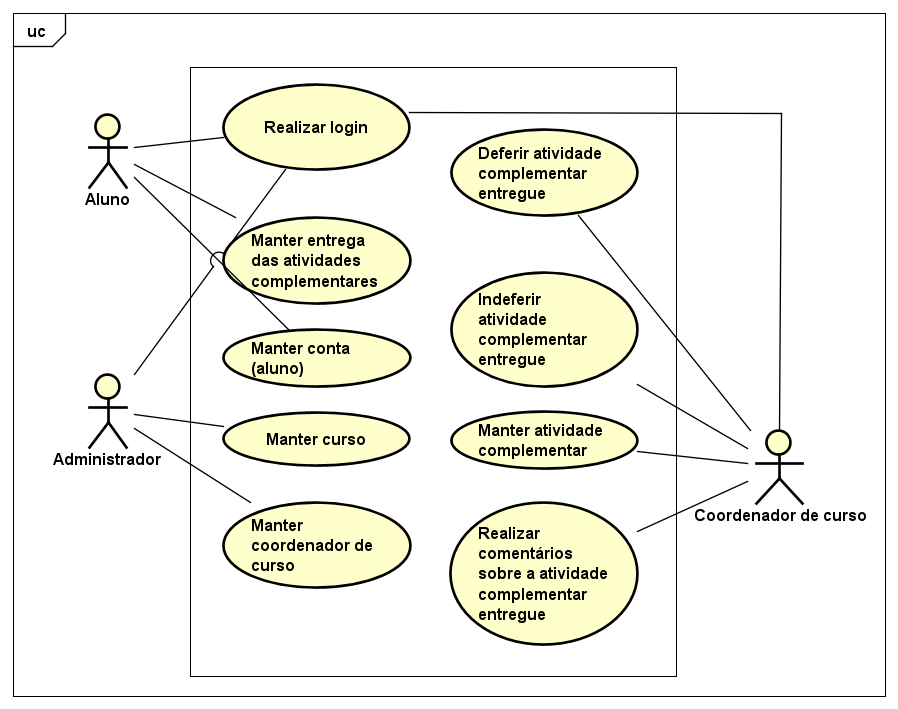 uc
Realizar login
Aluno
Manter entrega
das atividades
complementares
Manter conta
(aluno)
Administrador
Manter curso
Manter
coordenador de
curso
Deferir atividade
complementar
entregue
Indeferir
atividade
complementar
entregue
Manter atividade
complementar
Coordenador de curso
Realizar
comentários
sobre a atividade
complementar
entregue